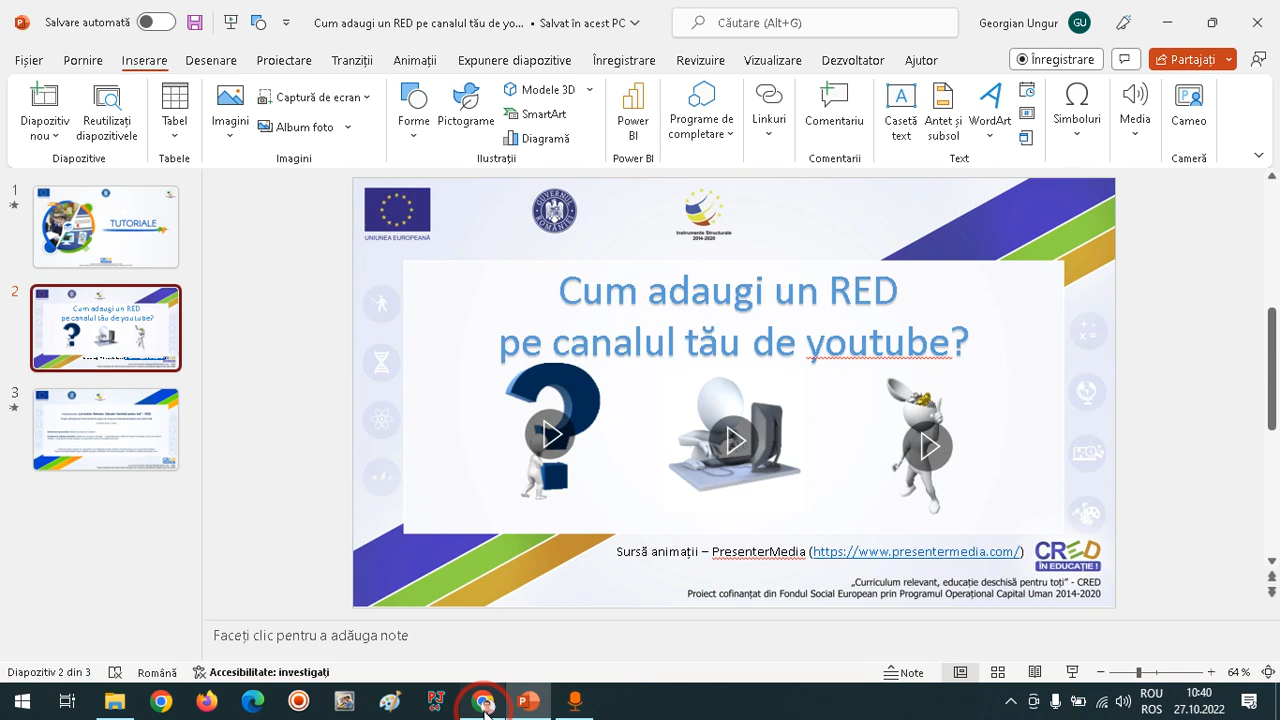 Salvare automată
Cum adaugi un RED pe canalul tău de yo... • Salvat în acest PC
Căutare (Alt+G)
Georgian Ungur
GU
Fișier
Pornire
Inserare
Desenare
Proiectare
Tranziții
Animații
Expunere diapozitive
Înregistrare
Revizuire
Vizualizare
Dezvoltator
Ajutor
Înregistrare
Partajați
Diapozitiv nou
Reutilizați diapozitivele
Tabel
Imagini
Captură de ecran
Album foto
Forme
Pictograme
Modele 3D
SmartArt
Diagramă
Power BI
Programe de completare
Linkuri
Comentariu
Casetă text
Antet și subsol
WordArt
Simboluri
Media
Cameo
Diapozitive
Tabele
Imagini
Ilustrații
Power BI
Comentarii
Text
Cameră
1
TUTORIALE
2
Cum adaugi un RED
pe canalul tău de youtube?
3
UNIUNEA EUROPEANĂ
Instrumente Structurale
2014-2020
Cum adaugi un RED
pe canalul tău de youtube?
Sursă animații – PresenterMedia (https://www.presentermedia.com/)
CRED
ÎN EDUCAȚIE !
„Curriculum relevant, educație deschisă pentru toți” - CRED
Proiect cofinanțat din Fondul Social European prin Programul Operațional Capital Uman 2014-2020
Faceți clic pentru a adăuga note
Diapozitiv 2 din 3
Română
Accesibilitate: investigați
Note
64 %
ROU
ROS
10:40
27.10.2022